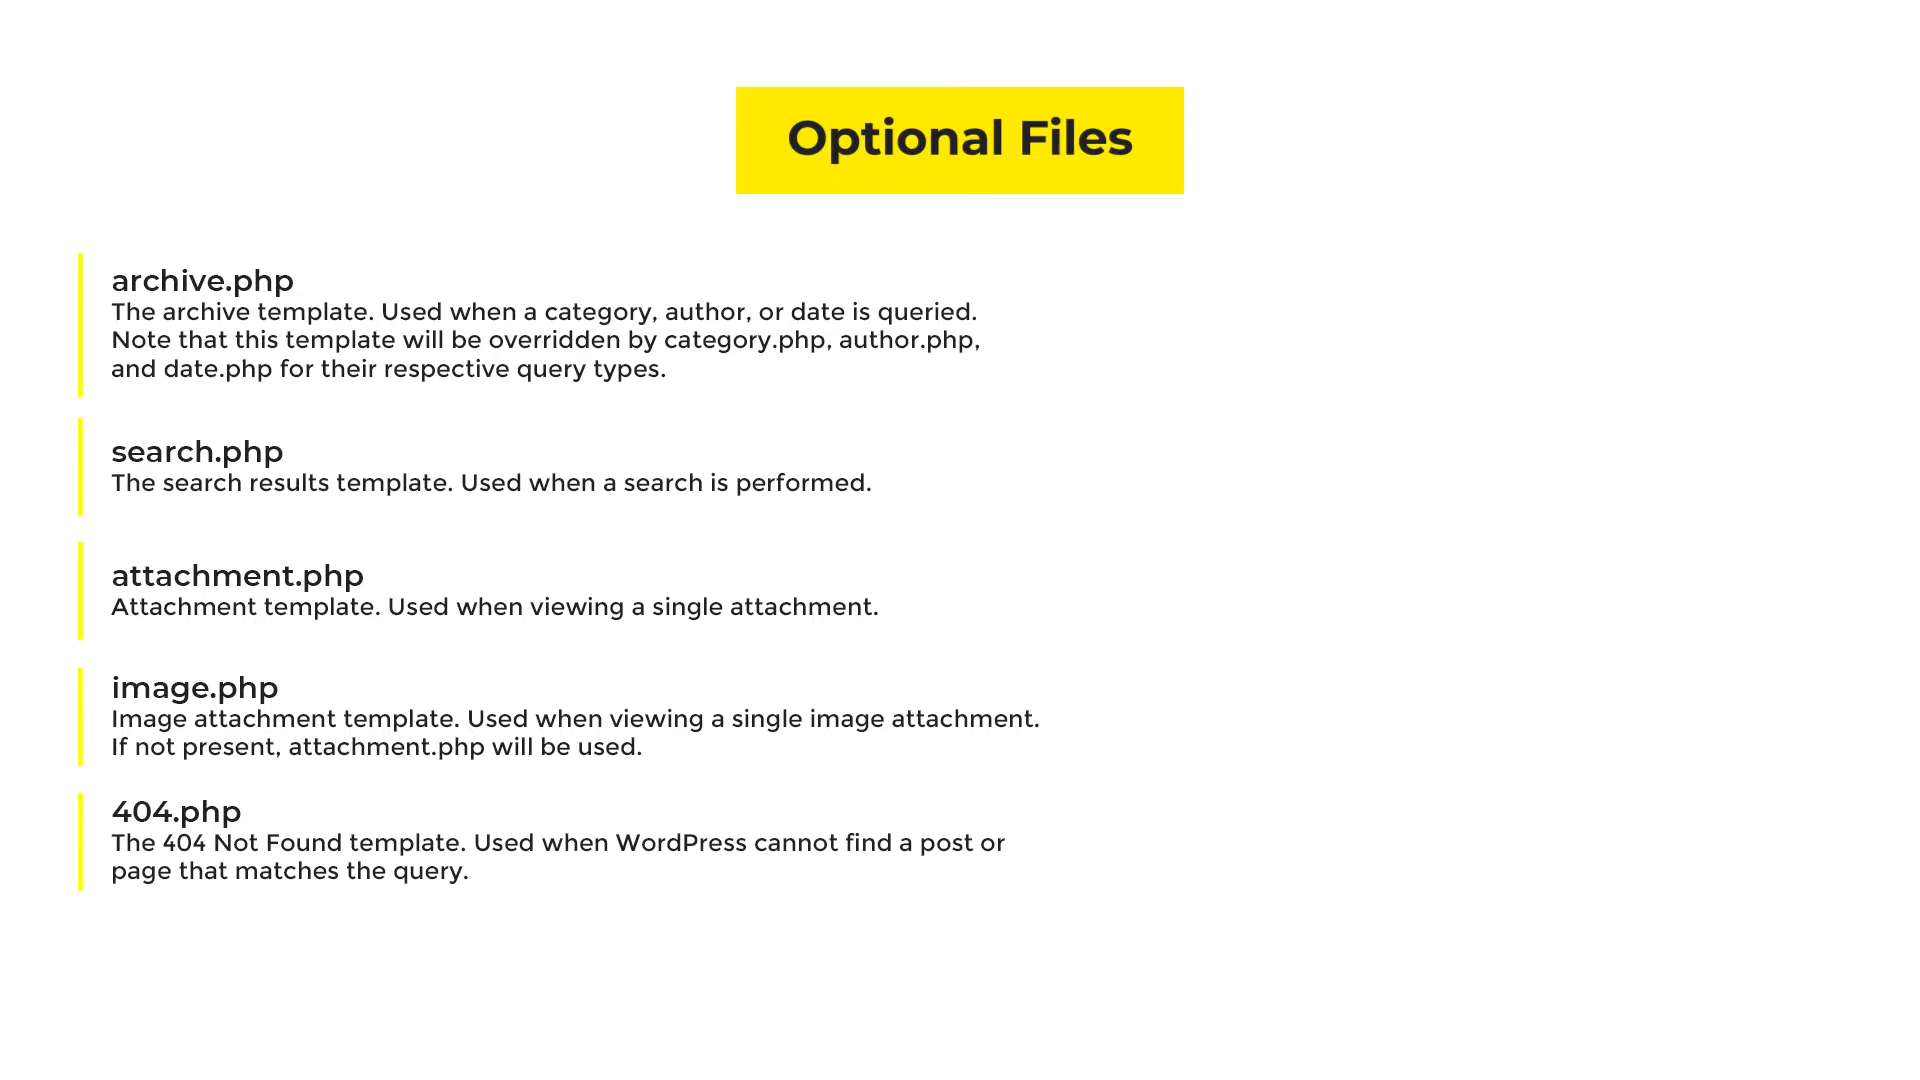 Optional Files
archive.php
The archive template. Used when a category, author, or date is queried.
Note that this template will be overridden by category.php, author.php,
and date.php for their respective query types.
search.php
The search results template. Used when a search is performed.
attachment.php
Attachment template. Used when viewing a single attachment.
image.php
Image attachment template. Used when viewing a single image attachment.
If not present, attachment.php will be used.
404.php
The 404 Not Found template. Used when WordPress cannot find a post or
page that matches the query.